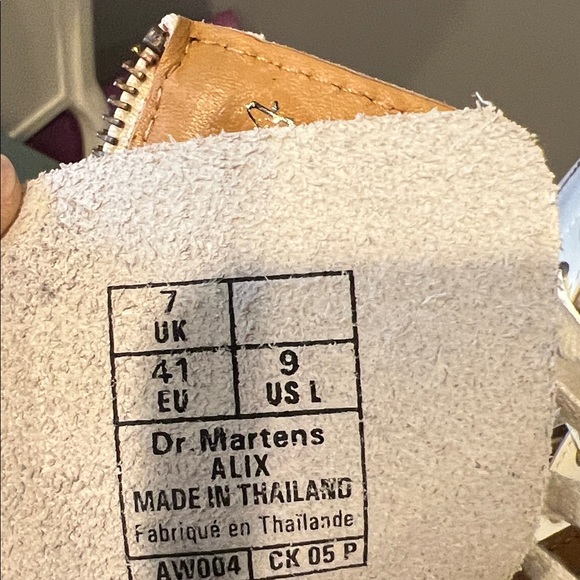 7
UK
41 9
EU US L
Dr. Martens
ALIX
MADE IN THAILAND
Fabriqué en Thaïlande
AW004 CK 05 P